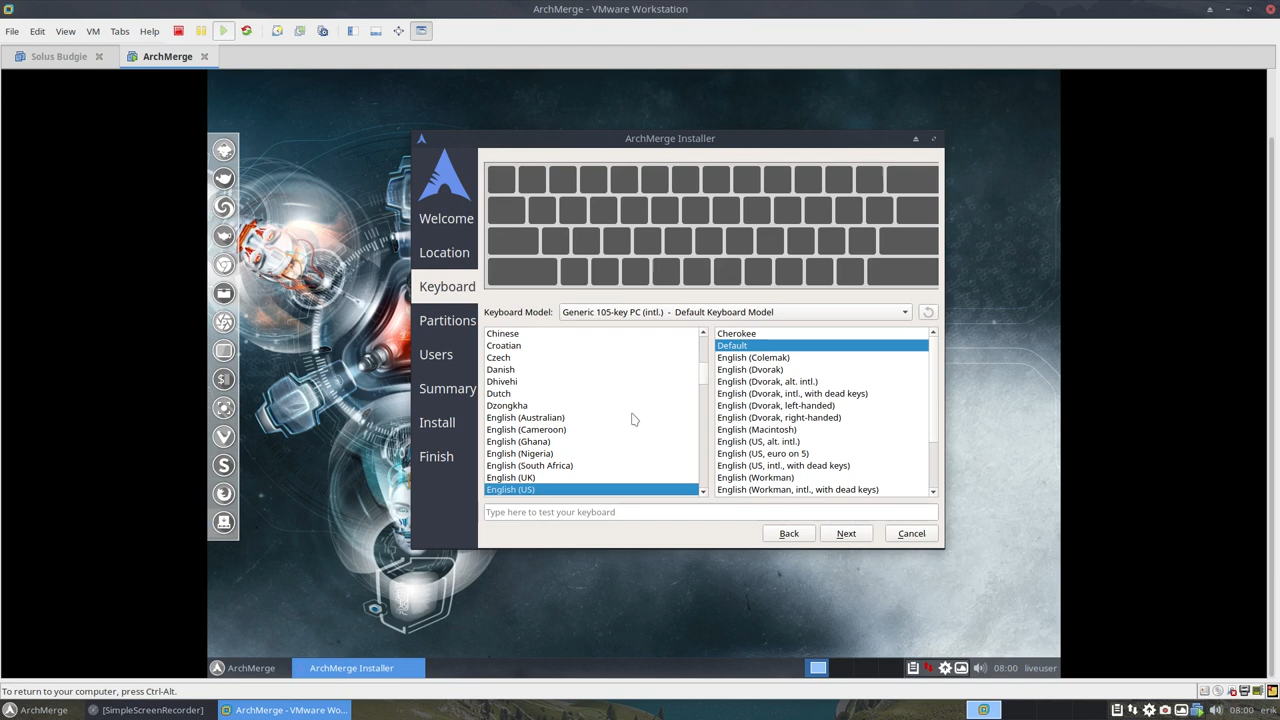 ArchMerge - VMware Workstation
File Edit View VM Tabs Help
Solus Budgie ArchMerge
ArchMerge Installer
Welcome
Location
Keyboard
Partitions
Users
Summary
Install
Finish
Keyboard Model: Generic 105-key PC (intl.) - Default Keyboard Model
Chinese
Croatian
Czech
Danish
Dhivehi
Dutch
Dzongkha
English (Australian)
English (Cameroon)
English (Ghana)
English (Nigeria)
English (South Africa)
English (UK)
English (US)
Cherokee
Default
English (Colemak)
English (Dvorak)
English (Dvorak, alt. intl.)
English (Dvorak, intl., with dead keys)
English (Dvorak, left-handed)
English (Dvorak, right-handed)
English (Macintosh)
English (US, alt. intl.)
English (US, euro on 5)
English (US, intl., with dead keys)
English (Workman)
English (Workman, intl., with dead keys)
Type here to test your keyboard
Back Next Cancel
ArchMerge ArchMerge Installer 08:00 liveuser
To return to your computer, press Ctrl-Alt.
ArchMerge [SimpleScreenRecorder] ArchMerge - VMware Wo... 08:00 erik